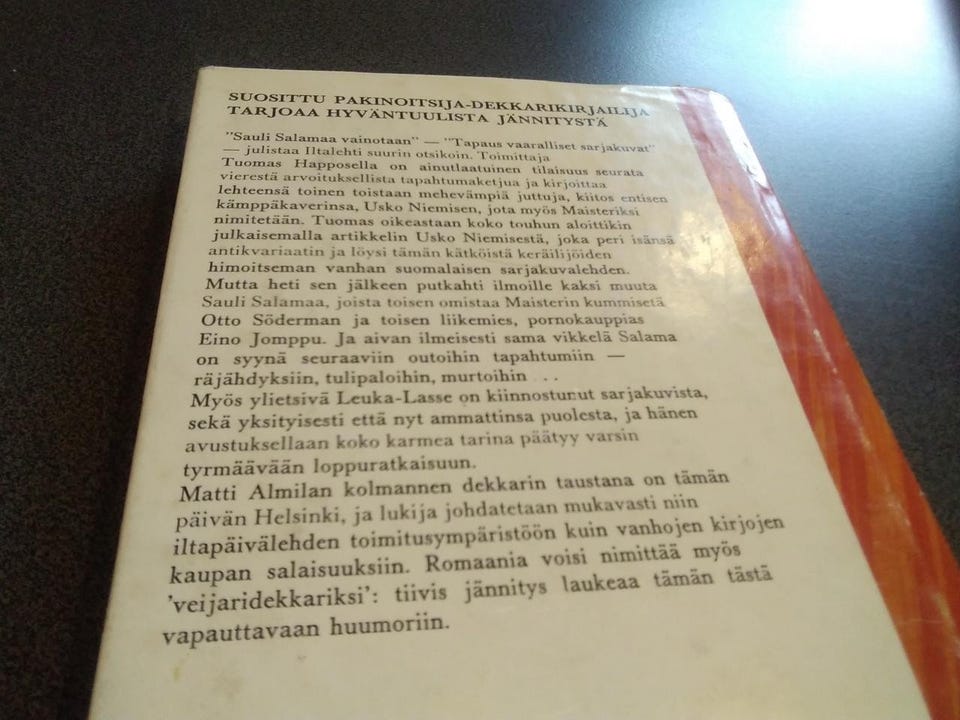 SUOSITTU PAKINOITSIJA-DEKKARIKIRJAILIJA
TARJOAA HYVÄNTUULISTA JÄNNITYSTÄ
"Sauli Salamaa vainotaan" — "Tapaus vaaralliset sarjakuvat"
— julistaa Iltalehti suurin otsikoin. Toimittaja
Tuomas Happosella on ainutlaatuinen tilaisuus seurata
vierestä arvoituksellista tapahtumaketjua ja kirjoittaa
lehteensä toinen toistaan mehevämpiä juttuja, kiitos entisen
kämppäkaverinsa, Usko Niemisen, jota myös Maisteriksi
nimitetään. Tuomas oikeastaan koko touhun aloittikin
julkaisemalla artikkelin Usko Niemisestä, joka peri isänsä
antikvariaatin ja löysi tämän kätköistä keräilijöiden
himoitseman vanhan suomalaisen sarjakuvalehden.
Mutta heti sen jälkeen putkahti ilmoille kaksi muuta
Sauli Salamaa, joista toisen omistaa Maisterin kummisetä
Otto Söderman ja toisen liikemies, pornokauppias
Eino Jomppu. Ja aivan ilmeisesti sama vikkelä Salama
on syynä seuraaviin outoihin tapahtumiin —
räjähdyksiin, tulipaloihin, murtoihin ...
Myös ylietsivä Leuka-Lasse on kiinnostunut sarjakuvista,
sekä yksityisesti että nyt ammattinsa puolesta, ja hänen
avustuksellaan koko karmea tarina päätyy varsin
tyrmäävään loppuratkaisuun.
Matti Almilan kolmannen dekkarin taustana on tämän
päivän Helsinki, ja lukija johdatetaan mukavasti niin
iltapäivälehden toimitusympäristöön kuin vanhojen kirjojen
kaupan salaisuuksiin. Romaania voisi nimittää myös
'veijaridekkariksi': tiivis jännitys laukeaa tämän tästä
vapauttavaan huumoriin.